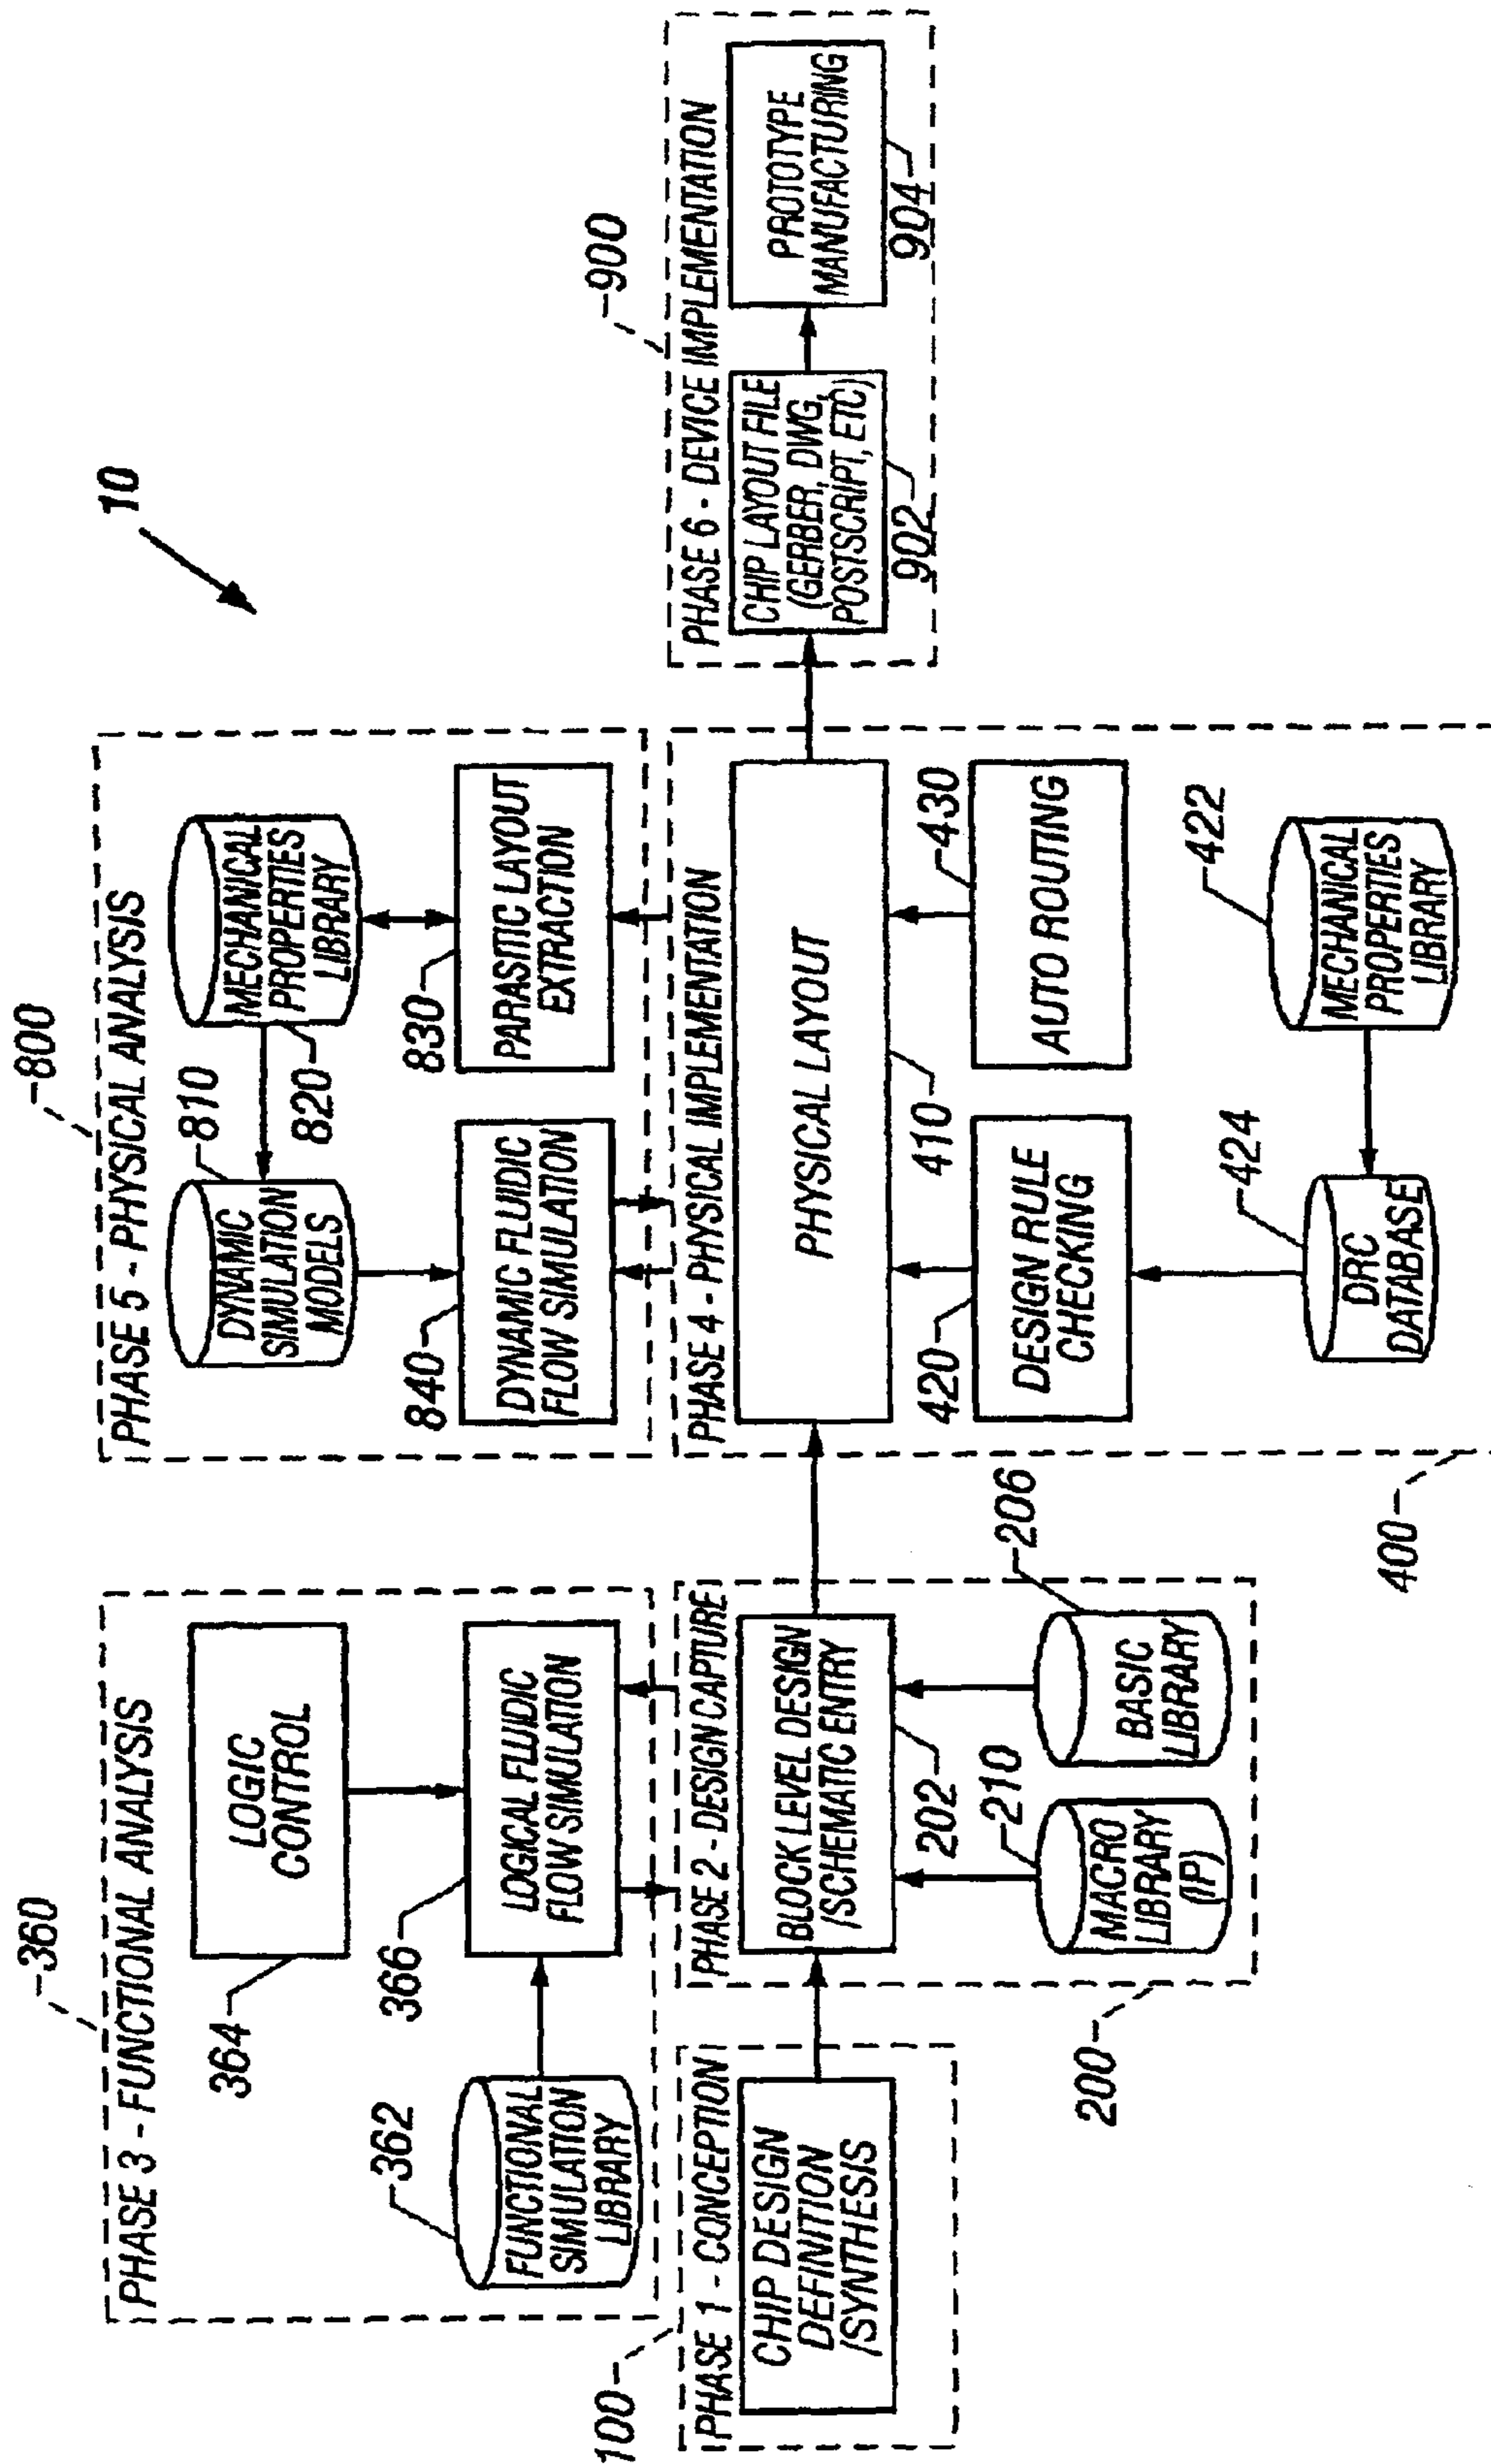 10
360
PHASE 3 - FUNCTIONAL ANALYSIS
LOGIC
CONTROL
364
366
LOGICAL FLUIDIC
FLOW SIMULATION
362
FUNCTIONAL
SIMULATION
LIBRARY
800
PHASE 5 - PHYSICAL ANALYSIS
DYNAMIC
SIMULATION
MODELS
810
MECHANICAL
PROPERTIES
LIBRARY
820
840
DYNAMIC FLUIDIC
FLOW SIMULATION
830
PARASITIC LAYOUT
EXTRACTION
100
PHASE 1 - CONCEPTION
CHIP DESIGN
DEFINITION
/SYNTHESIS
PHASE 2 - DESIGN CAPTURE
BLOCK LEVEL DESIGN
/SCHEMATIC ENTRY
202
210
MACRO
LIBRARY
(IP)
206
BASIC
LIBRARY
200
PHASE 4 - PHYSICAL IMPLEMENTATION
PHYSICAL LAYOUT
410
420
DESIGN RULE
CHECKING
430
AUTO ROUTING
424
DRC
DATABASE
422
MECHANICAL
PROPERTIES
LIBRARY
400
900
PHASE 6 - DEVICE IMPLEMENTATION
CHIP LAYOUT FILE
(GERBER, DWG,
POSTSCRIPT, ETC)
902
PROTOTYPE
MANUFACTURING
904